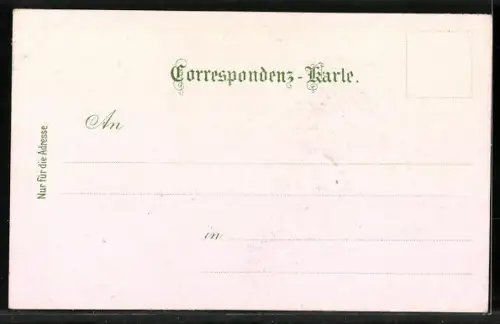 Correspondenz-Karte.
An
Nur für die Adresse
in